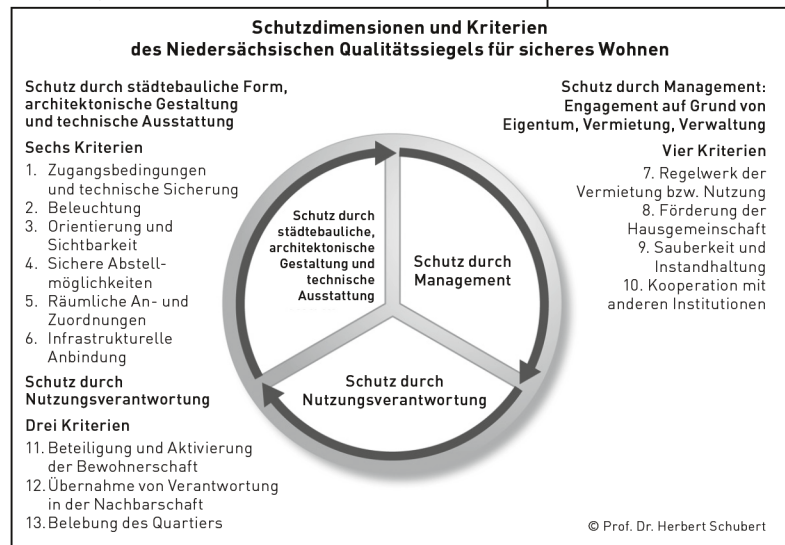 Schutzdimensionen und Kriterien
des Niedersächsischen Qualitätssiegels für sicheres Wohnen
Schutz durch städtebauliche Form,
architektonische Gestaltung
und technische Ausstattung
Sechs Kriterien
1. Zugangsbedingungen
und technische Sicherung
2. Beleuchtung
3. Orientierung und
Sichtbarkeit
4. Sichere Abstell-
möglichkeiten
5. Räumliche An- und
Zuordnungen
6. Infrastrukturelle
Anbindung
Schutz durch
Nutzungsverantwortung
Drei Kriterien
11. Beteiligung und Aktivierung
der Bewohnerschaft
12. Übernahme von Verantwortung
in der Nachbarschaft
13. Belebung des Quartiers
Schutz durch
städtebauliche,
architektonische
Gestaltung und
technische
Ausstattung
Schutz durch
Management
Schutz durch
Nutzungsverantwortung
Schutz durch Management:
Engagement auf Grund von
Eigentum, Vermietung, Verwaltung
Vier Kriterien
7. Regelwerk der
Vermietung bzw. Nutzung
8. Förderung der
Hausgemeinschaft
9. Sauberkeit und
Instandhaltung
10. Kooperation mit
anderen Institutionen
© Prof. Dr. Herbert Schubert